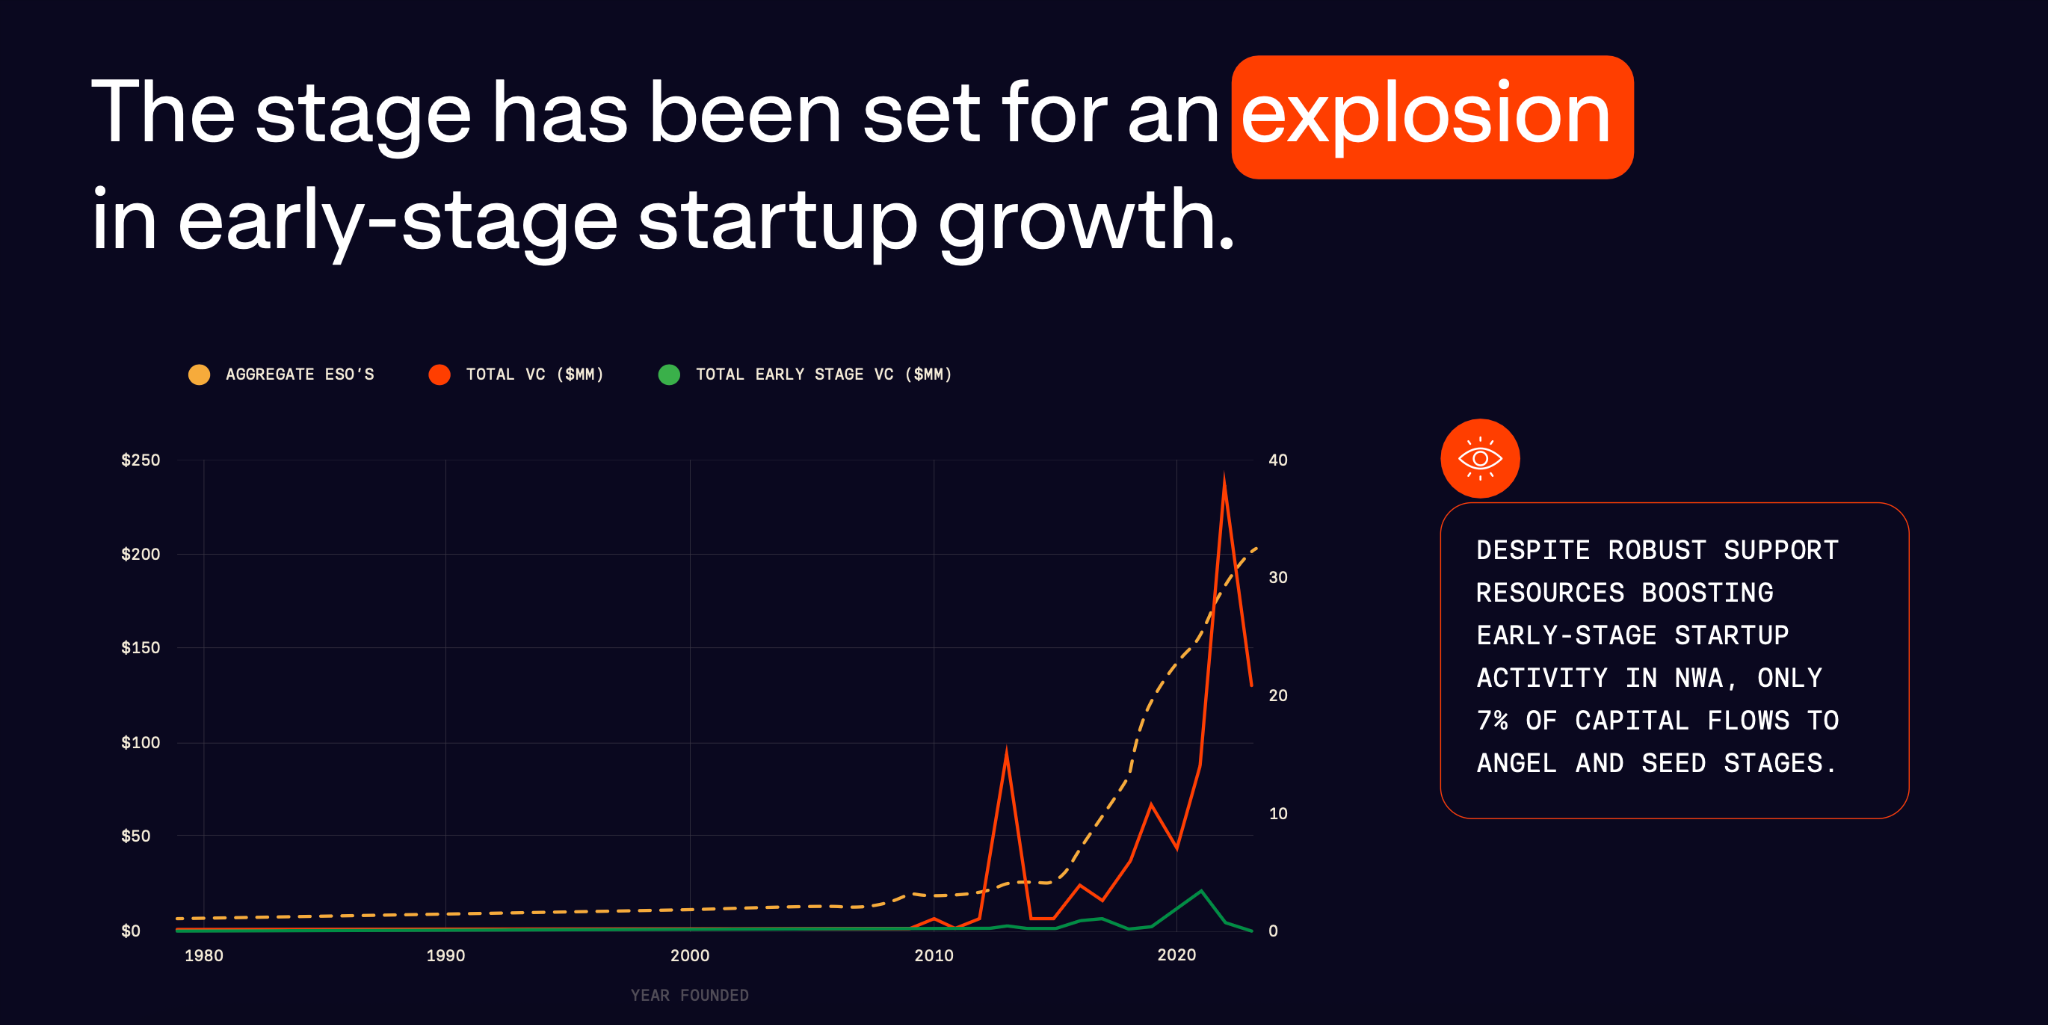 The stage has been set for an explosion
in early-stage startup growth.
AGGREGATE ESO'S
TOTAL VC ($MM)
TOTAL EARLY STAGE VC ($MM)
$250
$200
$150
$100
$50
$0
40
30
20
10
0
1980
1990
2000
2010
2020
YEAR FOUNDED
DESPITE ROBUST SUPPORT
RESOURCES BOOSTING
EARLY-STAGE STARTUP
ACTIVITY IN NWA, ONLY
7% OF CAPITAL FLOWS TO
ANGEL AND SEED STAGES.